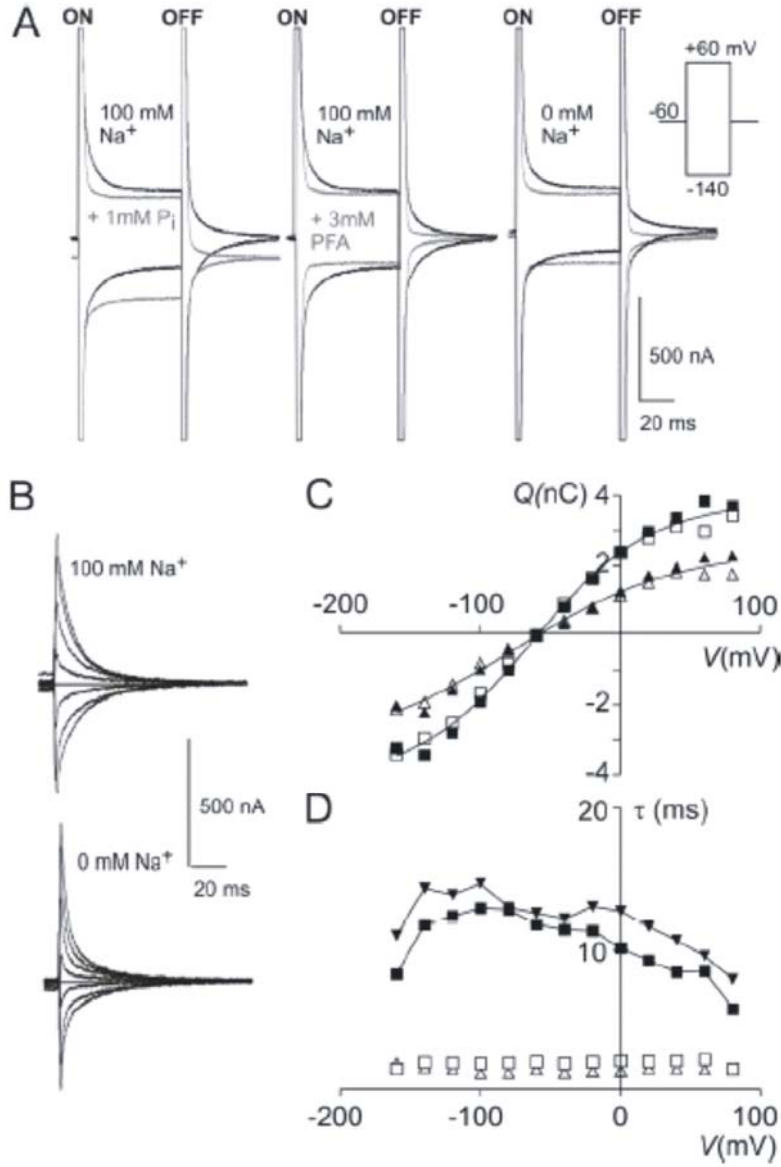 A
ON OFF ON OFF ON OFF
+60 mV
-60
-140
100 mM
Na+
+ 1mM Pi
100 mM
Na+
+ 3mM
PFA
0 mM
Na+
500 nA
20 ms
B
100 mM Na+
500 nA
20 ms
0 mM Na+
C
Q(nC)
4
2
-200 -100 100
V(mV)
-2
-4
D
20 τ (ms)
10
-200 -100 0 100
V(mV)